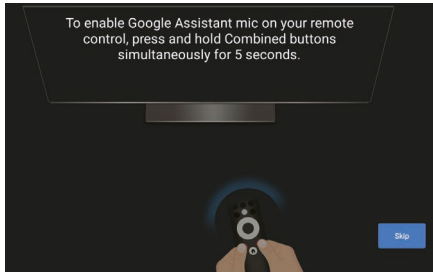 To enable Google Assistant mic on your remote
control, press and hold Combined buttons
simultaneously for 5 seconds.
Skip